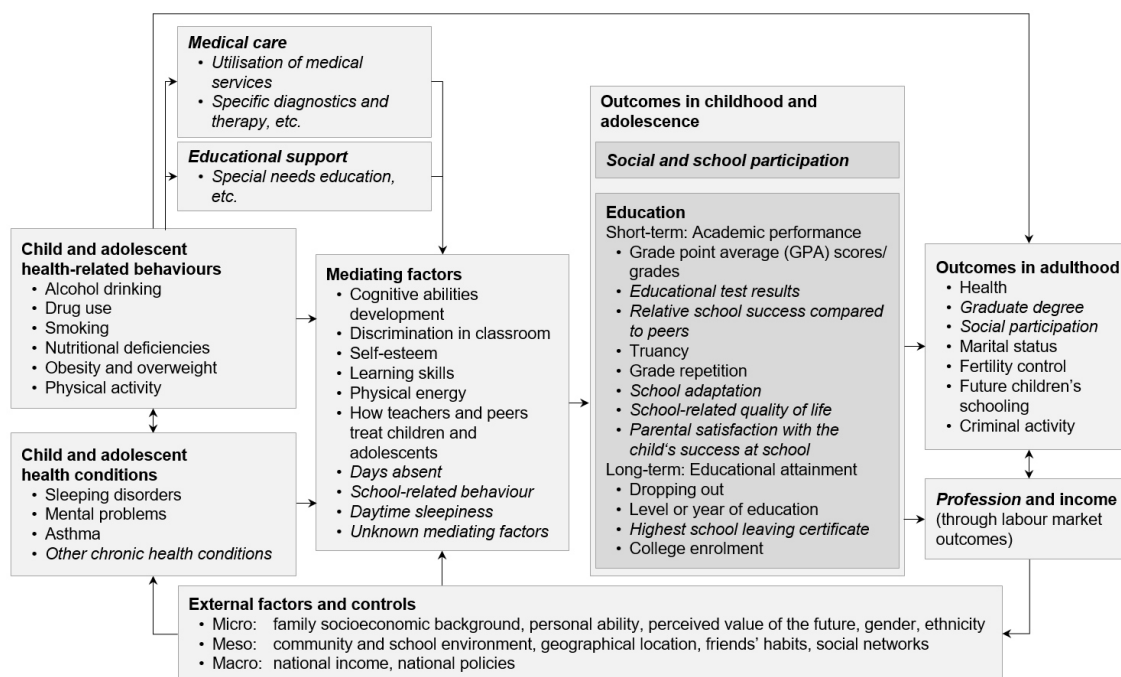 Medical care
• Utilisation of medical
services
• Specific diagnostics and
therapy, etc.
Educational support
• Special needs education,
etc.
Child and adolescent
health-related behaviours
• Alcohol drinking
• Drug use
• Smoking
• Nutritional deficiencies
• Obesity and overweight
• Physical activity
Child and adolescent
health conditions
• Sleeping disorders
• Mental problems
• Asthma
• Other chronic health conditions
Mediating factors
• Cognitive abilities
development
• Discrimination in classroom
• Self-esteem
• Learning skills
• Physical energy
• How teachers and peers
treat children and
adolescents
• Days absent
• School-related behaviour
• Daytime sleepiness
• Unknown mediating factors
Outcomes in childhood and
adolescence
Social and school participation
Education
Short-term: Academic performance
• Grade point average (GPA) scores/
grades
• Educational test results
• Relative school success compared
to peers
• Truancy
• Grade repetition
• School adaptation
• School-related quality of life
• Parental satisfaction with the
child‘s success at school
Long-term: Educational attainment
• Dropping out
• Level or year of education
• Highest school leaving certificate
• College enrolment
Outcomes in adulthood
• Health
• Graduate degree
• Social participation
• Marital status
• Fertility control
• Future children’s
schooling
• Criminal activity
Profession and income
(through labour market
outcomes)
External factors and controls
• Micro: family socioeconomic background, personal ability, perceived value of the future, gender, ethnicity
• Meso: community and school environment, geographical location, friends’ habits, social networks
• Macro: national income, national policies